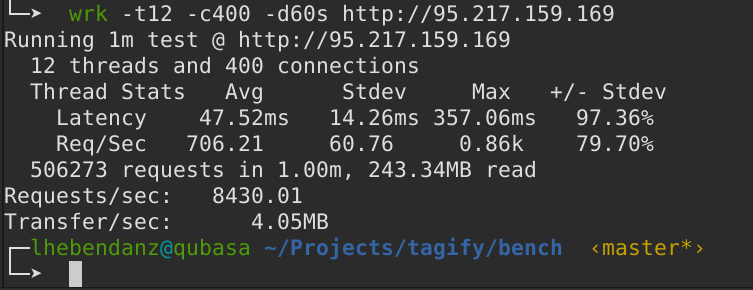 wrk -t12 -c400 -d60s http://95.217.159.169
Running 1m test @ http://95.217.159.169
  12 threads and 400 connections
  Thread Stats   Avg      Stdev     Max   +/- Stdev
    Latency    47.52ms   14.26ms 357.06ms   97.36%
    Req/Sec   706.21     60.76     0.86k    79.70%
  506273 requests in 1.00m, 243.34MB read
Requests/sec:   8430.01
Transfer/sec:      4.05MB
lhebendanz@qubasa ~/Projects/tagify/bench  ‹master*›